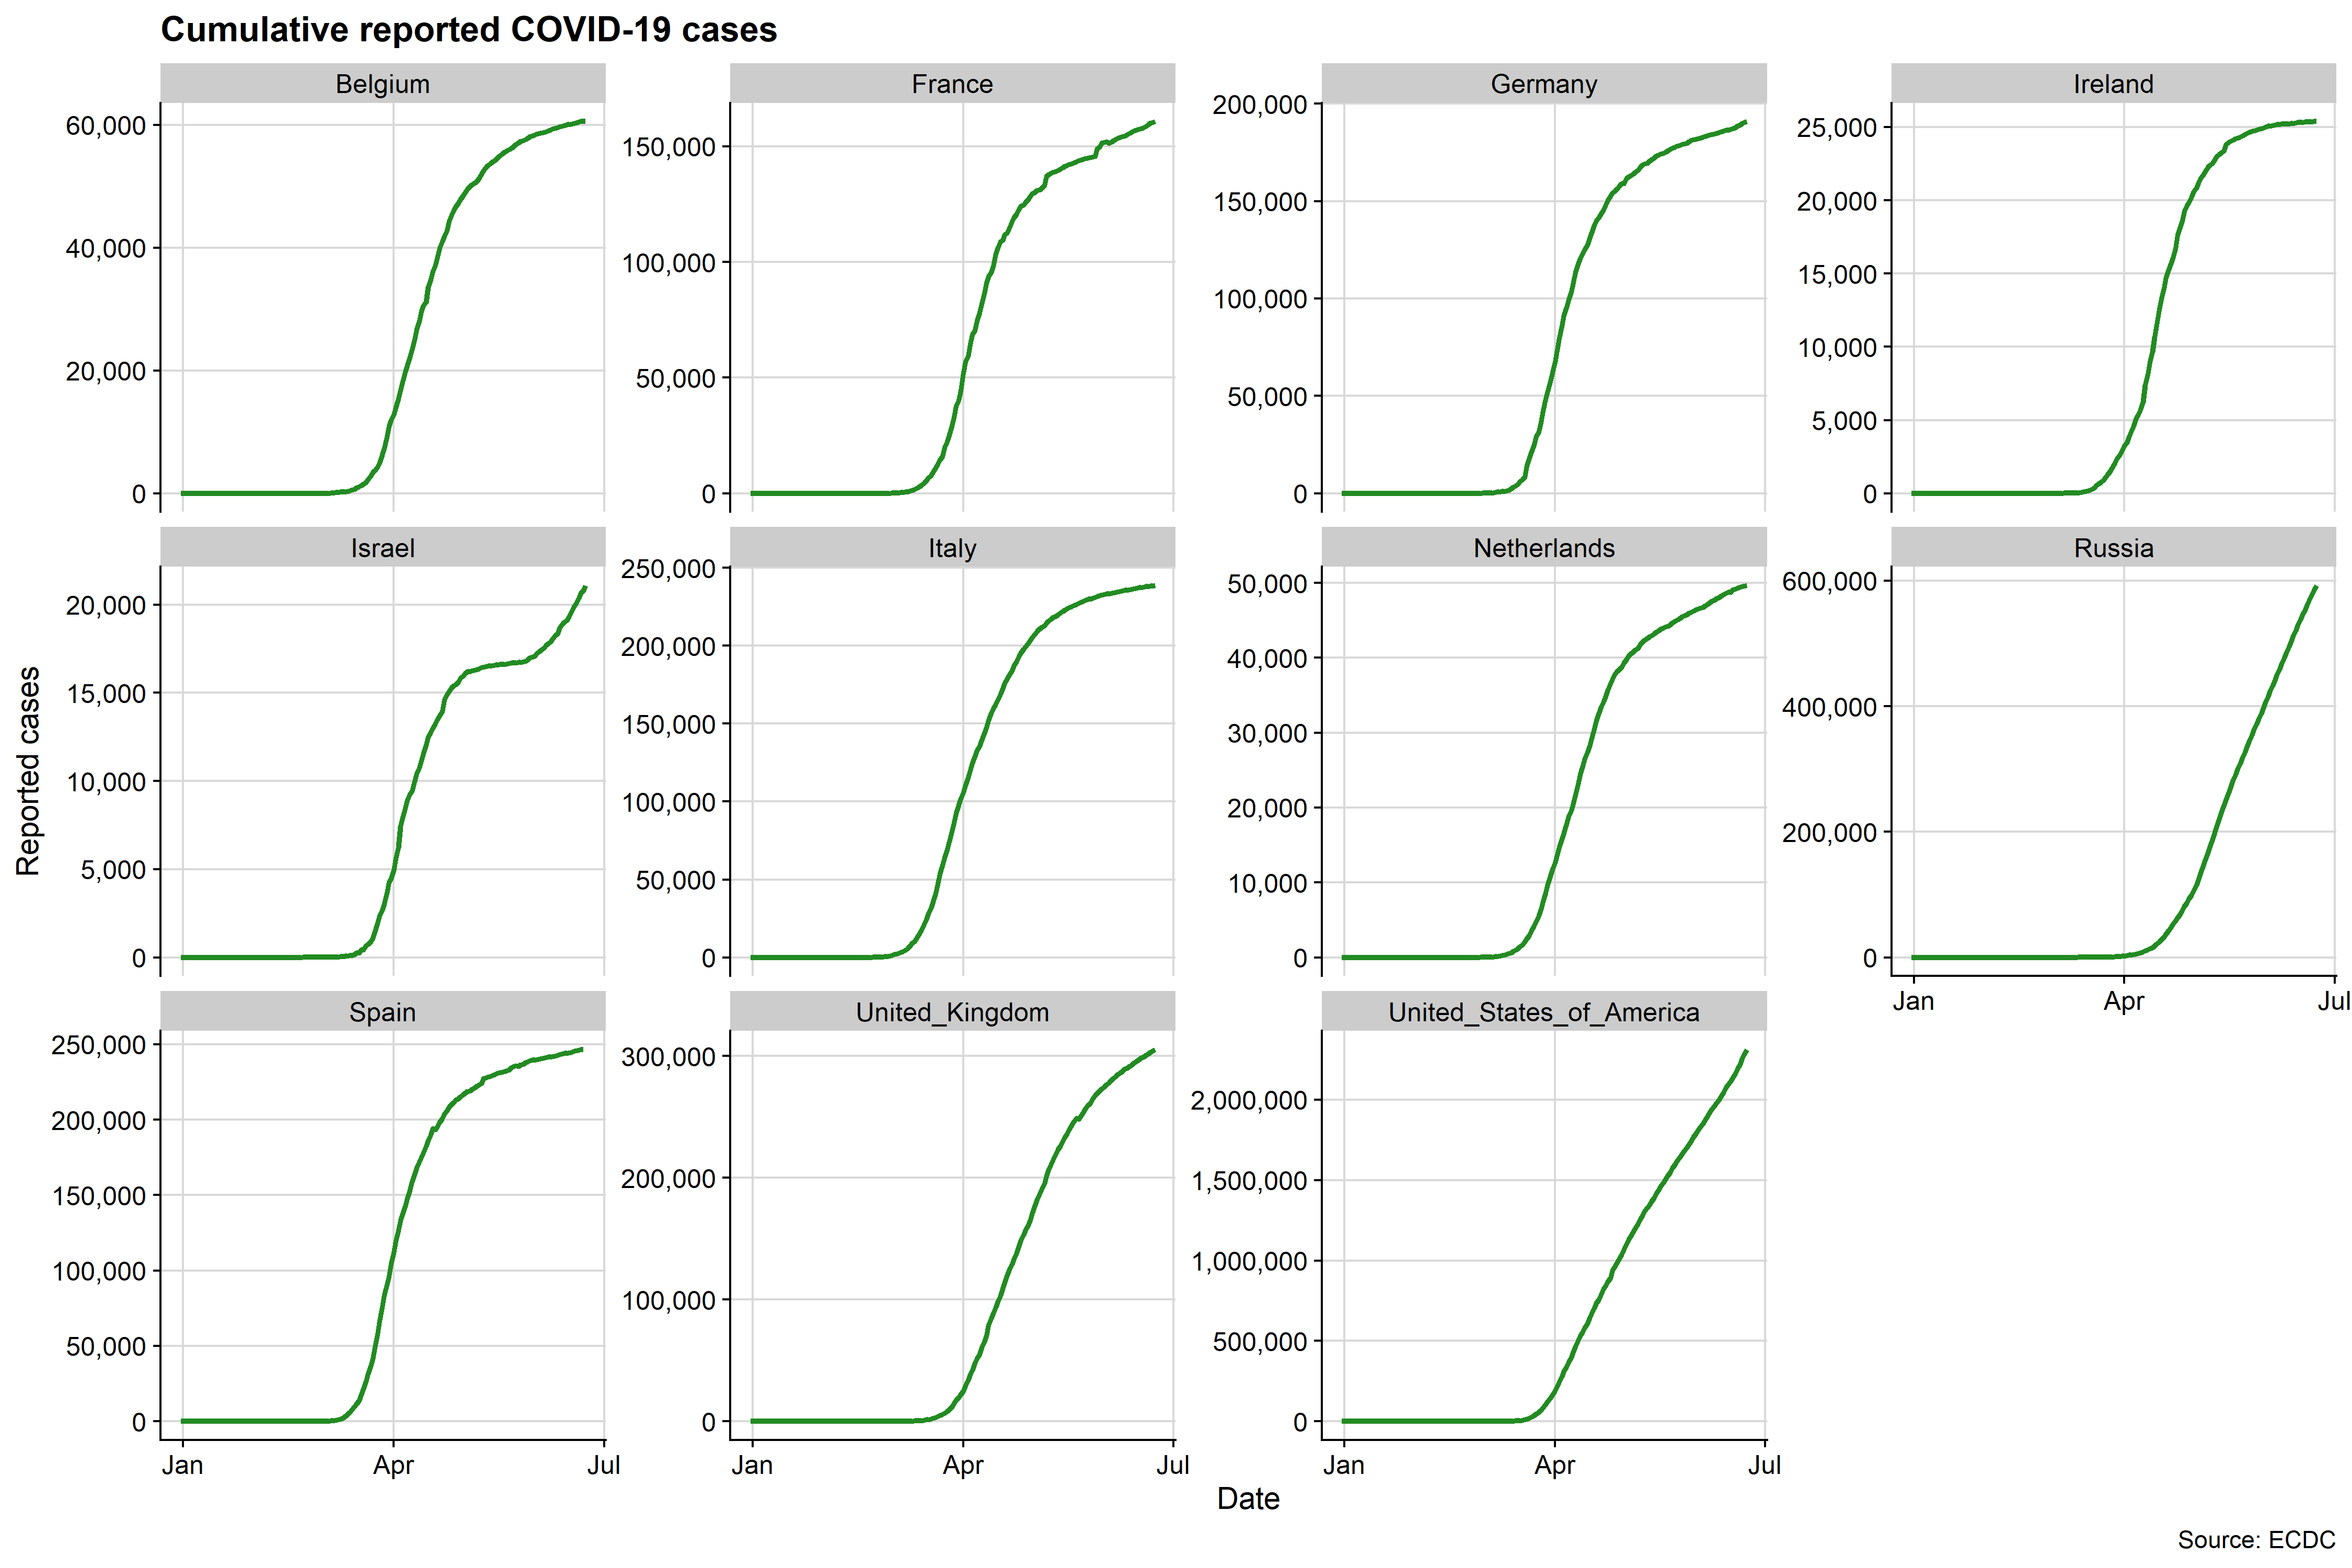 Cumulative reported COVID-19 cases
Belgium
France
Germany
Ireland
60,000
40,000
20,000
0
150,000
100,000
50,000
0
200,000
150,000
100,000
50,000
0
25,000
20,000
15,000
10,000
5,000
0
Israel
Italy
Netherlands
Russia
20,000
15,000
10,000
5,000
0
250,000
200,000
150,000
100,000
50,000
0
50,000
40,000
30,000
20,000
10,000
0
600,000
400,000
200,000
0
Jan Apr Jul
Reported cases
Spain
United_Kingdom
United_States_of_America
250,000
200,000
150,000
100,000
50,000
0
300,000
200,000
100,000
0
2,000,000
1,500,000
1,000,000
500,000
0
Jan Apr Jul
Jan Apr Jul
Jan Apr Jul
Date
Source: ECDC